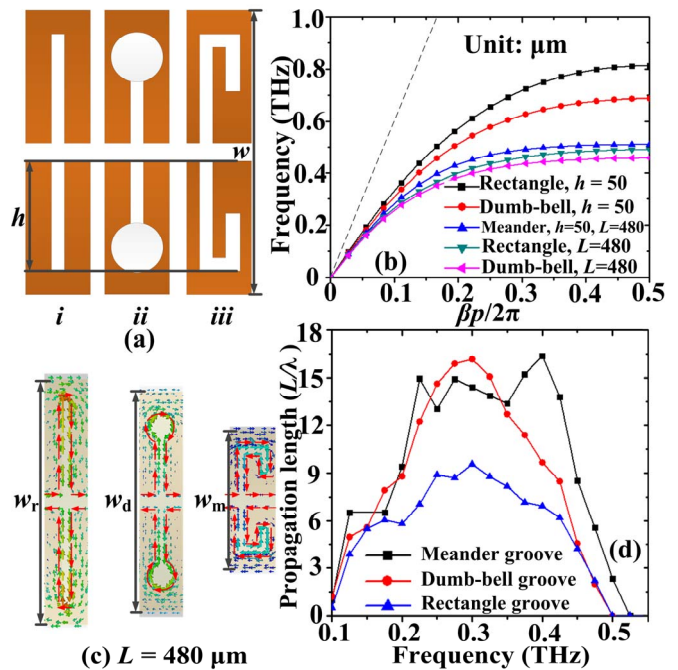 w
h
i ii iii
(a)
Unit: μm
Frequency (THz)
1.0
0.8
0.6
0.4
0.2
0
Rectangle, h = 50
Dumb-bell, h = 50
Meander, h=50, L=480
Rectangle, L=480
Dumb-bell, L=480
(b)
0 0.1 0.2 0.3 0.4 0.5
βp/2π
wr
wd
wm
(c) L = 480 μm
Propagation length (L/λ)
18
15
12
9
6
3
0
Meander groove
Dumb-bell groove
Rectangle groove
(d)
0.1 0.2 0.3 0.4 0.5
Frequency (THz)